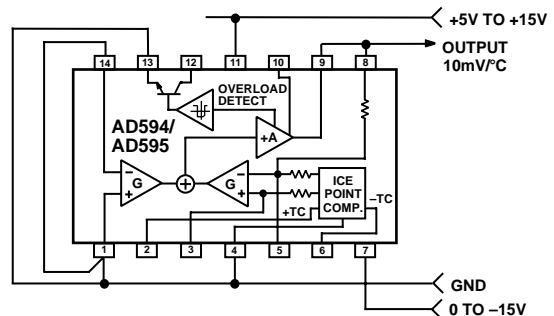 +5V TO +15V
OUTPUT
10mV/°C
14 13 12 11 10 9 8
OVERLOAD
DETECT
AD594/
AD595
+A
– G +
– G +
ICE
POINT
COMP.
–TC
+TC
1 2 3 4 5 6 7
GND
0 TO –15V